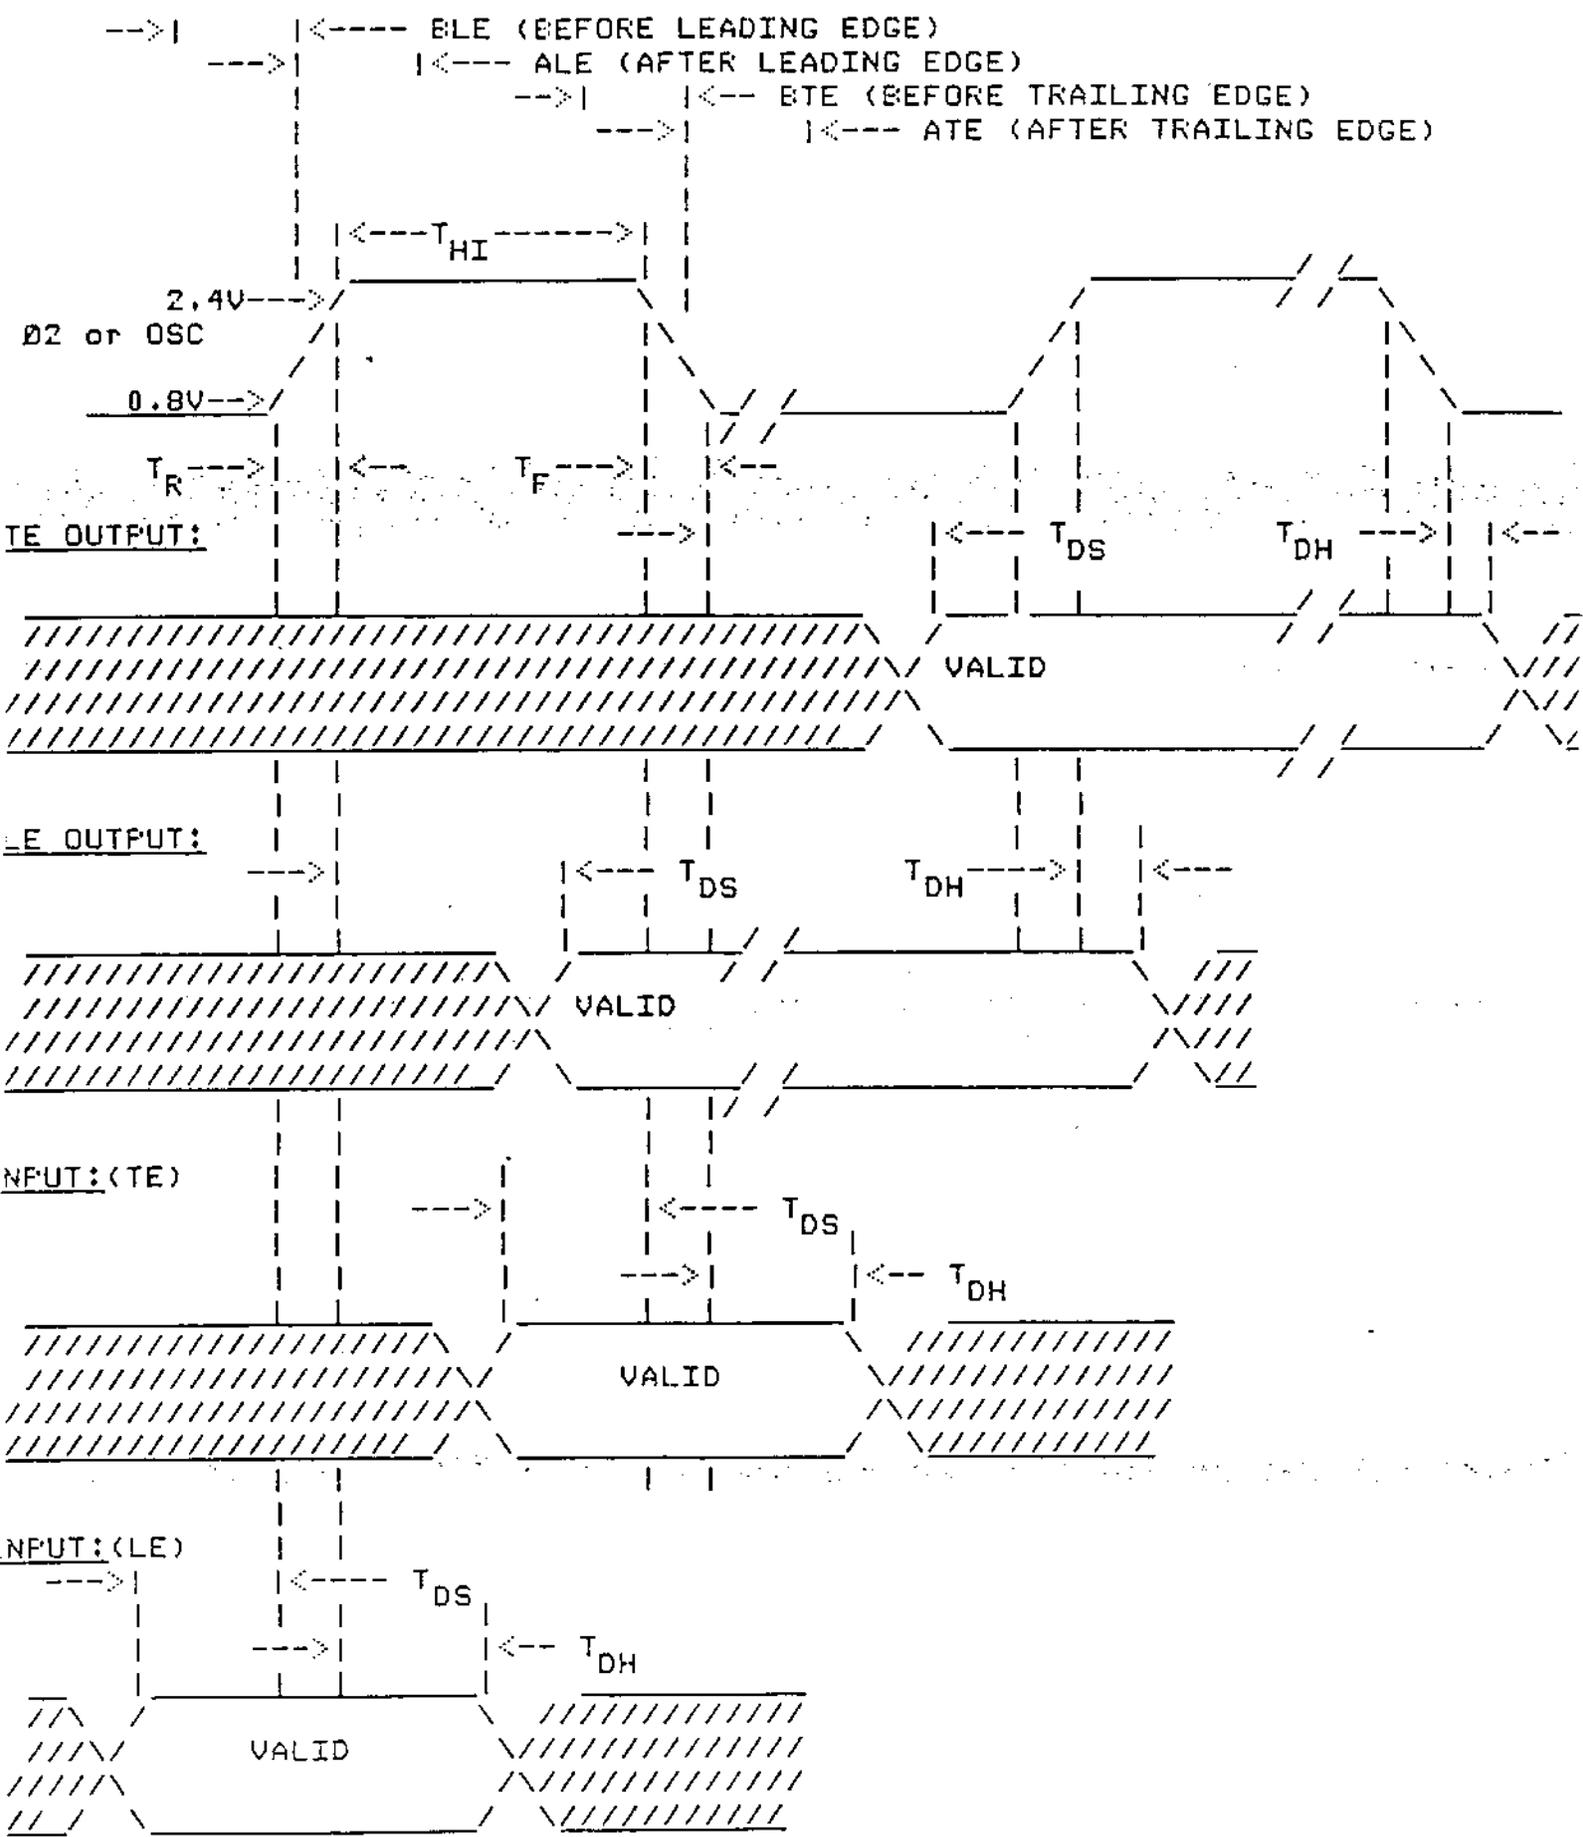 BLE (BEFORE LEADING EDGE)
ALE (AFTER LEADING EDGE)
BTE (BEFORE TRAILING EDGE)
ATE (AFTER TRAILING EDGE)
THI
2.4V
Ø2 or OSC
0.8V
TR
TF
TE OUTPUT:
TDS
TDH
VALID
LE OUTPUT:
TDS
TDH
VALID
NPUT:(TE)
TDS
TDH
VALID
NPUT:(LE)
TDS
TDH
VALID